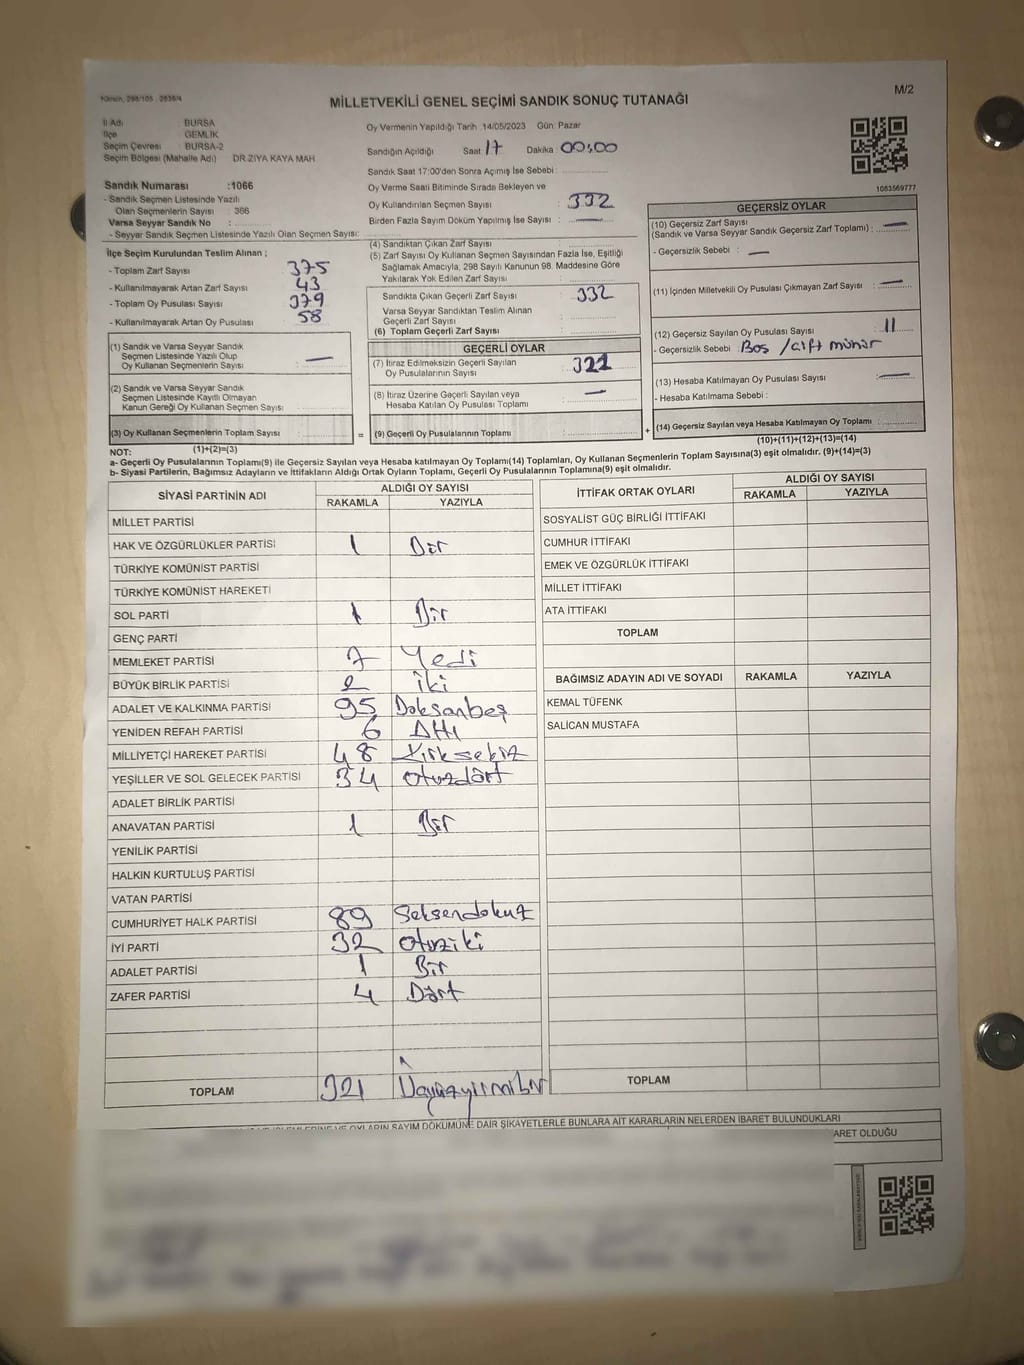 M/2
MİLLETVEKİLİ GENEL SEÇİMİ SANDIK SONUÇ TUTANAĞI
İl Adı BURSA
İlçe GEMLİK
Seçim Çevresi BURSA-2
Seçim Bölgesi (Mahalle Adı) DR.ZİYA KAYA MAH
Oy Vermenin Yapıldığı Tarih :14/05/2023 Gün: Pazar
Sandığın Açıldığı Saat 17 Dakika 00:00
Sandık Saat 17:00'den Sonra Açımış İse Sebebi :
Sandık Numarası :1066
- Sandık Seçmen Listesinde Yazılı
Olan Seçmenlerin Sayısı : 366
Varsa Seyyar Sandık No :
- Seyyar Sandık Seçmen Listesinde Yazılı Olan Seçmen Sayısı:
Oy Verme Saati Bitiminde Sırada Bekleyen ve
Oy Kullandırılan Seçmen Sayısı : 332
Birden Fazla Sayım Döküm Yapılmış İse Sayısı : —
1083569777
İlçe Seçim Kurulundan Teslim Alınan ;
- Toplam Zarf Sayısı 375
- Kullanılmayarak Artan Zarf Sayısı : 43
- Toplam Oy Pusulası Sayısı : 379
- Kullanılmayarak Artan Oy Pusulası : 58
(1) Sandık ve Varsa Seyyar Sandık
Seçmen Listesinde Yazılı Olup
Oy Kullanan Seçmenlerin Sayısı : —
(2) Sandık ve Varsa Seyyar Sandık
Seçmen Listesinde Kayıtlı Olmayan
Kanun Gereği Oy Kullanan Seçmen Sayısı :
(3) Oy Kullanan Seçmenlerin Toplam Sayısı :
(1)+(2)=(3)
(4) Sandıktan Çıkan Zarf Sayısı :
(5) Zarf Sayısı Oy Kullanan Seçmen Sayısından Fazla İse, Eşitliği
Sağlamak Amacıyla, 298 Sayılı Kanunun 98. Maddesine Göre
Yakılarak Yok Edilen Zarf Sayısı :
Sandıkta Çıkan Geçerli Zarf Sayısı : 332
Varsa Seyyar Sandıktan Teslim Alınan
Geçerli Zarf Sayısı :
(6) Toplam Geçerli Zarf Sayısı
GEÇERLİ OYLAR
(7) İtiraz Edilmeksizin Geçerli Sayılan
Oy Pusulalarının Sayısı : 321
(8) İtiraz Üzerine Geçerli Sayılan veya
Hesaba Katılan Oy Pusulası Toplamı : —
= (9) Geçerli Oy Pusulalarının Toplamı :
GEÇERSİZ OYLAR
(10) Geçersiz Zarf Sayısı
(Sandık ve Varsa Seyyar Sandık Geçersiz Zarf Toplamı) : —
- Geçersizlik Sebebi : —
(11) İçinden Milletvekili Oy Pusulası Çıkmayan Zarf Sayısı : —
(12) Geçersiz Sayılan Oy Pusulası Sayısı : 11
- Geçersizlik Sebebi : Boş / çift mühür
(13) Hesaba Katılmayan Oy Pusulası Sayısı : —
- Hesaba Katılmama Sebebi :
+ (14) Geçersiz Sayılan veya Hesaba Katılmayan Oy Toplamı :
(10)+(11)+(12)+(13)=(14)
NOT:
a- Geçerli Oy Pusulalarının Toplamı(9) ile Geçersiz Sayılan veya Hesaba katılmayan Oy Toplamı(14) Toplamları, Oy Kullanan Seçmenlerin Toplam Sayısına(3) eşit olmalıdır. (9)+(14)=(3)
b- Siyasi Partilerin, Bağımsız Adayların ve İttifakların Aldığı Ortak Oyların Toplamı, Geçerli Oy Pusulalarının Toplamına(9) eşit olmalıdır.
SİYASİ PARTİNİN ADI
ALDIĞI OY SAYISI
RAKAMLA YAZIYLA
MİLLET PARTİSİ
HAK VE ÖZGÜRLÜKLER PARTİSİ 1 Bir
TÜRKİYE KOMÜNİST PARTİSİ
TÜRKİYE KOMÜNİST HAREKETİ
SOL PARTİ 1 Bir
GENÇ PARTİ
MEMLEKET PARTİSİ 7 Yedi
BÜYÜK BİRLİK PARTİSİ 2 İki
ADALET VE KALKINMA PARTİSİ 95 Doksanbeş
YENİDEN REFAH PARTİSİ 6 Altı
MİLLİYETÇİ HAREKET PARTİSİ 48 Kırksekiz
YEŞİLLER VE SOL GELECEK PARTİSİ 34 Otuzdört
ADALET BİRLİK PARTİSİ
ANAVATAN PARTİSİ 1 Bir
YENİLİK PARTİSİ
HALKIN KURTULUŞ PARTİSİ
VATAN PARTİSİ
CUMHURİYET HALK PARTİSİ 89 Seksendokuz
İYİ PARTİ 32 Otuziki
ADALET PARTİSİ 1 Bir
ZAFER PARTİSİ 4 Dört
TOPLAM 321 Üçyüzyirmibir
İTTİFAK ORTAK OYLARI
ALDIĞI OY SAYISI
RAKAMLA YAZIYLA
SOSYALİST GÜÇ BİRLİĞİ İTTİFAKI
CUMHUR İTTİFAKI
EMEK VE ÖZGÜRLÜK İTTİFAKI
MİLLET İTTİFAKI
ATA İTTİFAKI
TOPLAM
BAĞIMSIZ ADAYIN ADI VE SOYADI RAKAMLA YAZIYLA
KEMAL TÜFENK
SALİCAN MUSTAFA
TOPLAM
OYLARIN SAYIM DÖKÜMÜNE DAİR ŞİKAYETLERLE BUNLARA AİT KARARLARIN NELERDEN İBARET BULUNDUKLARI